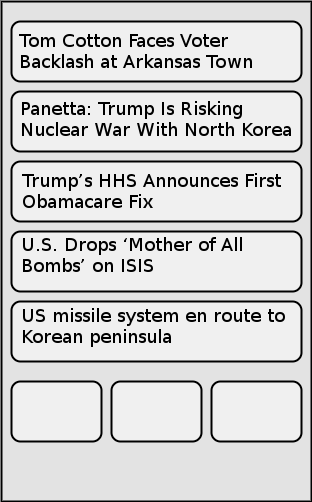 Tom Cotton Faces Voter
Backlash at Arkansas Town
Panetta: Trump Is Risking
Nuclear War With North Korea
Trump’s HHS Announces First
Obamacare Fix
U.S. Drops ‘Mother of All
Bombs’ on ISIS
US missile system en route to
Korean peninsula